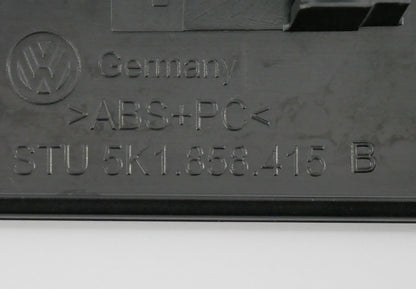 Germany
>ABS+PC<
STU 5K1.858.415 B